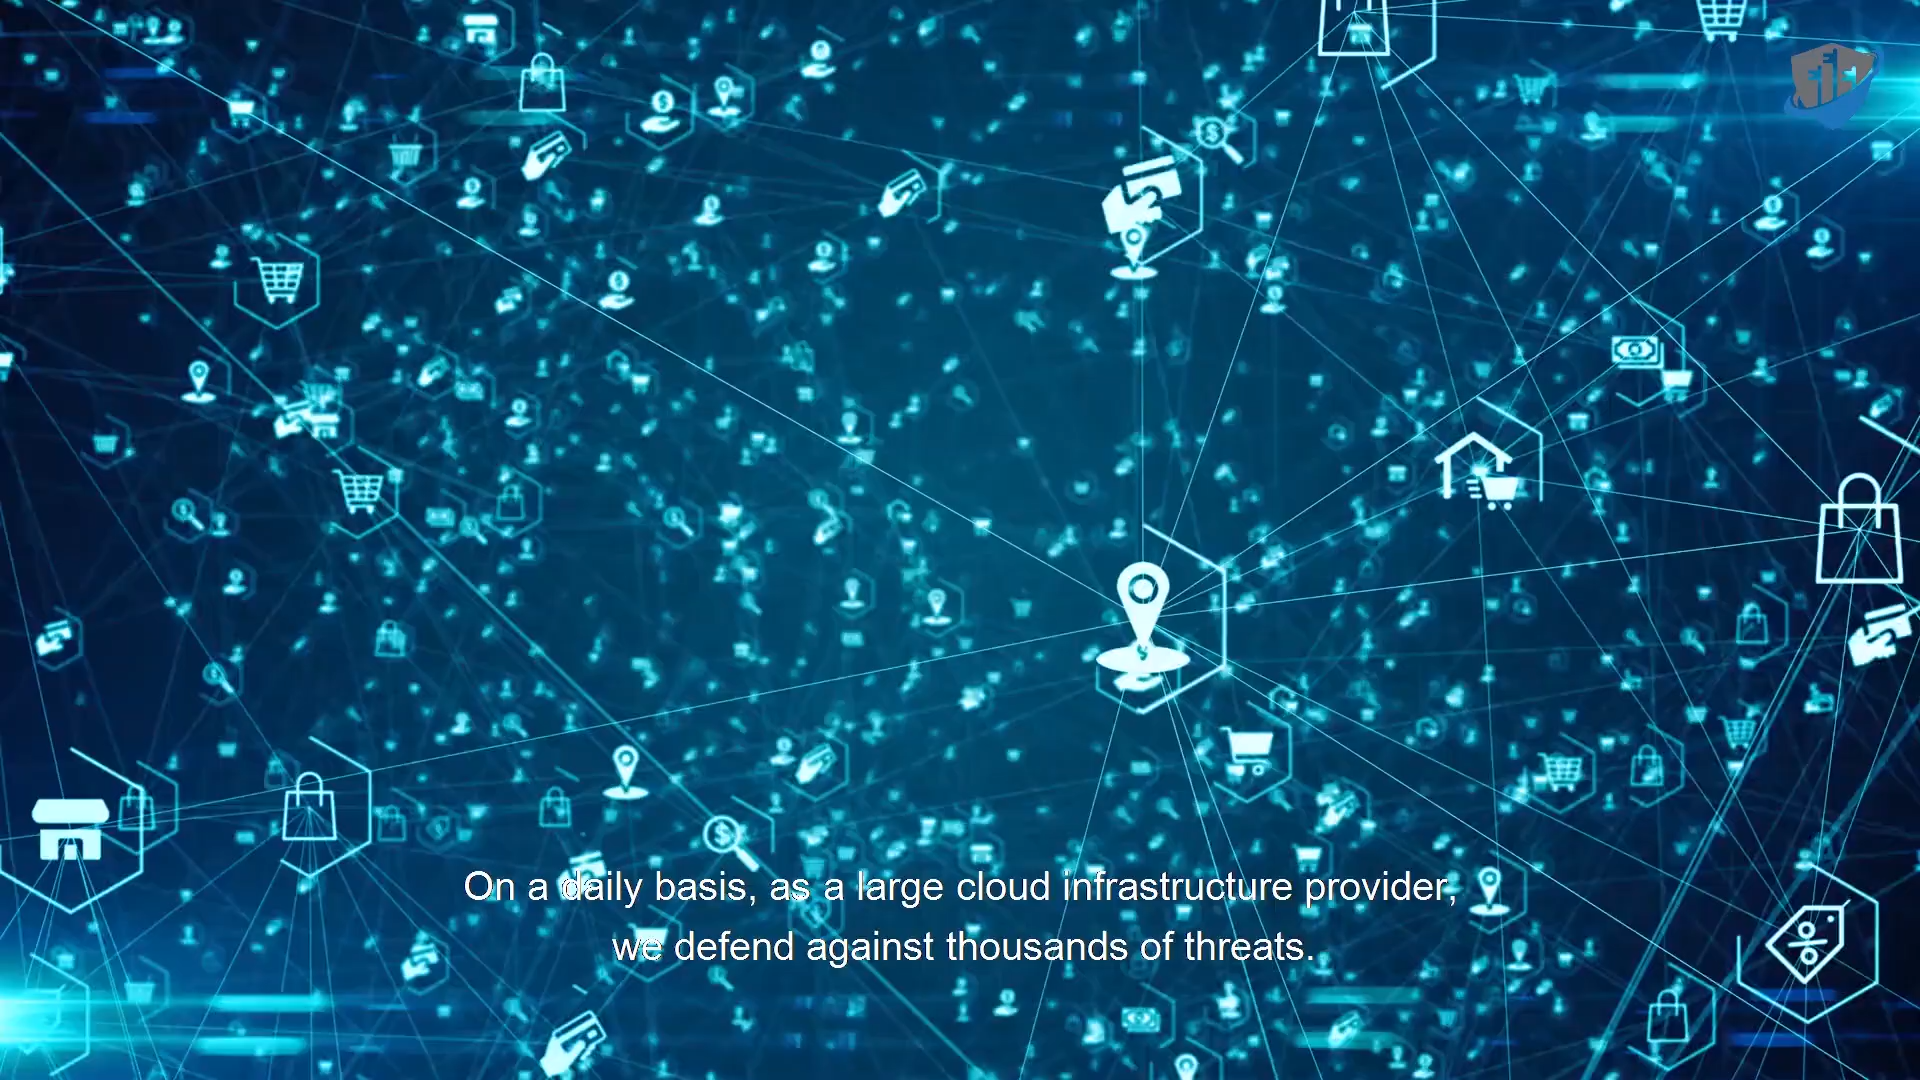 On a daily basis, as a large cloud infrastructure provider,
we defend against thousands of threats.